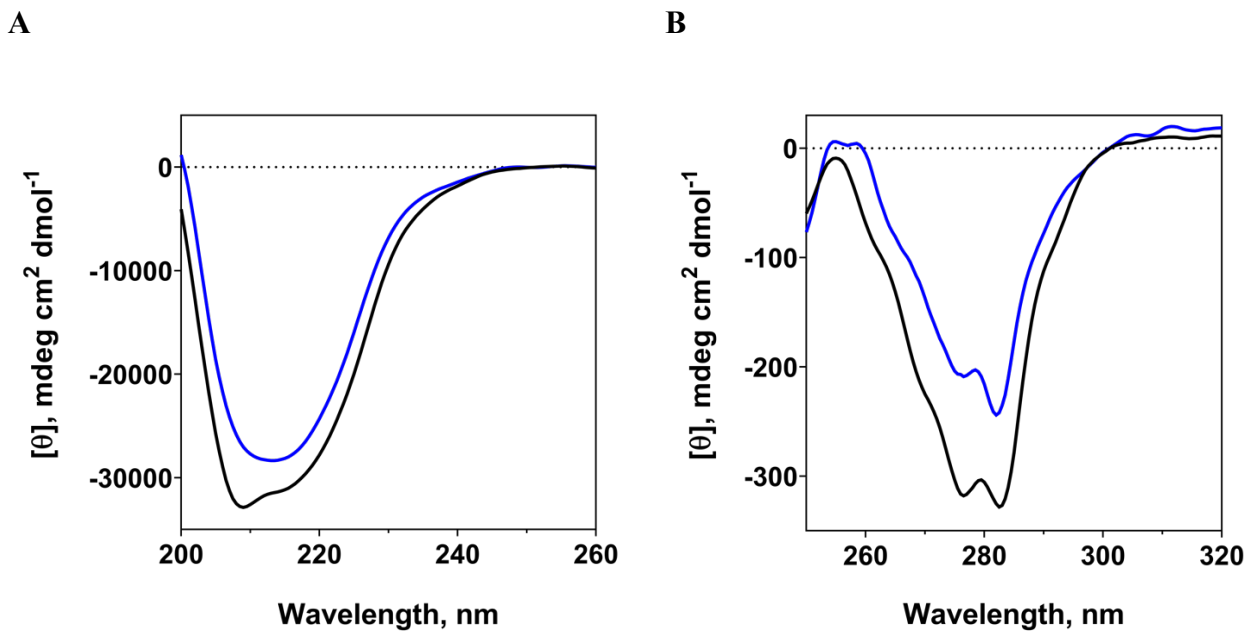 A
B
[θ], mdeg cm² dmol⁻¹
0
-10000
-20000
-30000
200
220
240
260
Wavelength, nm
[θ], mdeg cm² dmol⁻¹
0
-100
-200
-300
260
280
300
320
Wavelength, nm